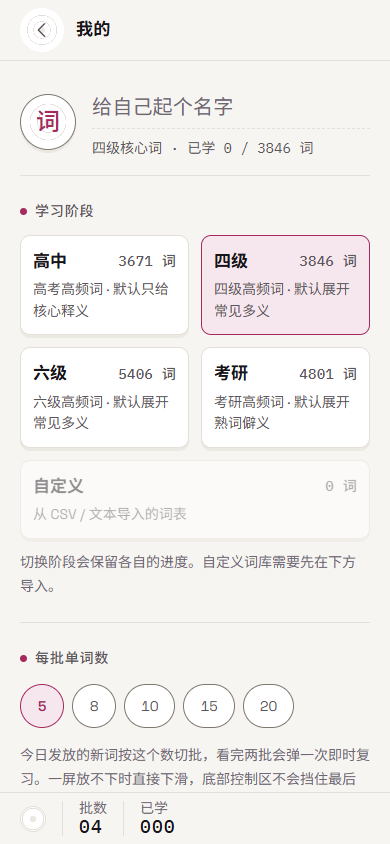 我的
词
给自己起个名字
四级核心词 · 已学 0 / 3846 词
学习阶段
高中 3671 词
高考高频词·默认只给
核心释义
四级 3846 词
四级高频词·默认展开
常见多义
六级 5406 词
六级高频词·默认展开
常见多义
考研 4801 词
考研高频词·默认展开
熟词僻义
自定义 0 词
从 CSV / 文本导入的词表
切换阶段会保留各自的进度。自定义词库需要先在下方
导入。
每批单词数
5 8 10 15 20
今日发放的新词按这个数切批，看完两批会弹一次即时复
习。一屏放不下时直接下滑，底部控制区不会挡住最后
批数 已学
04 000